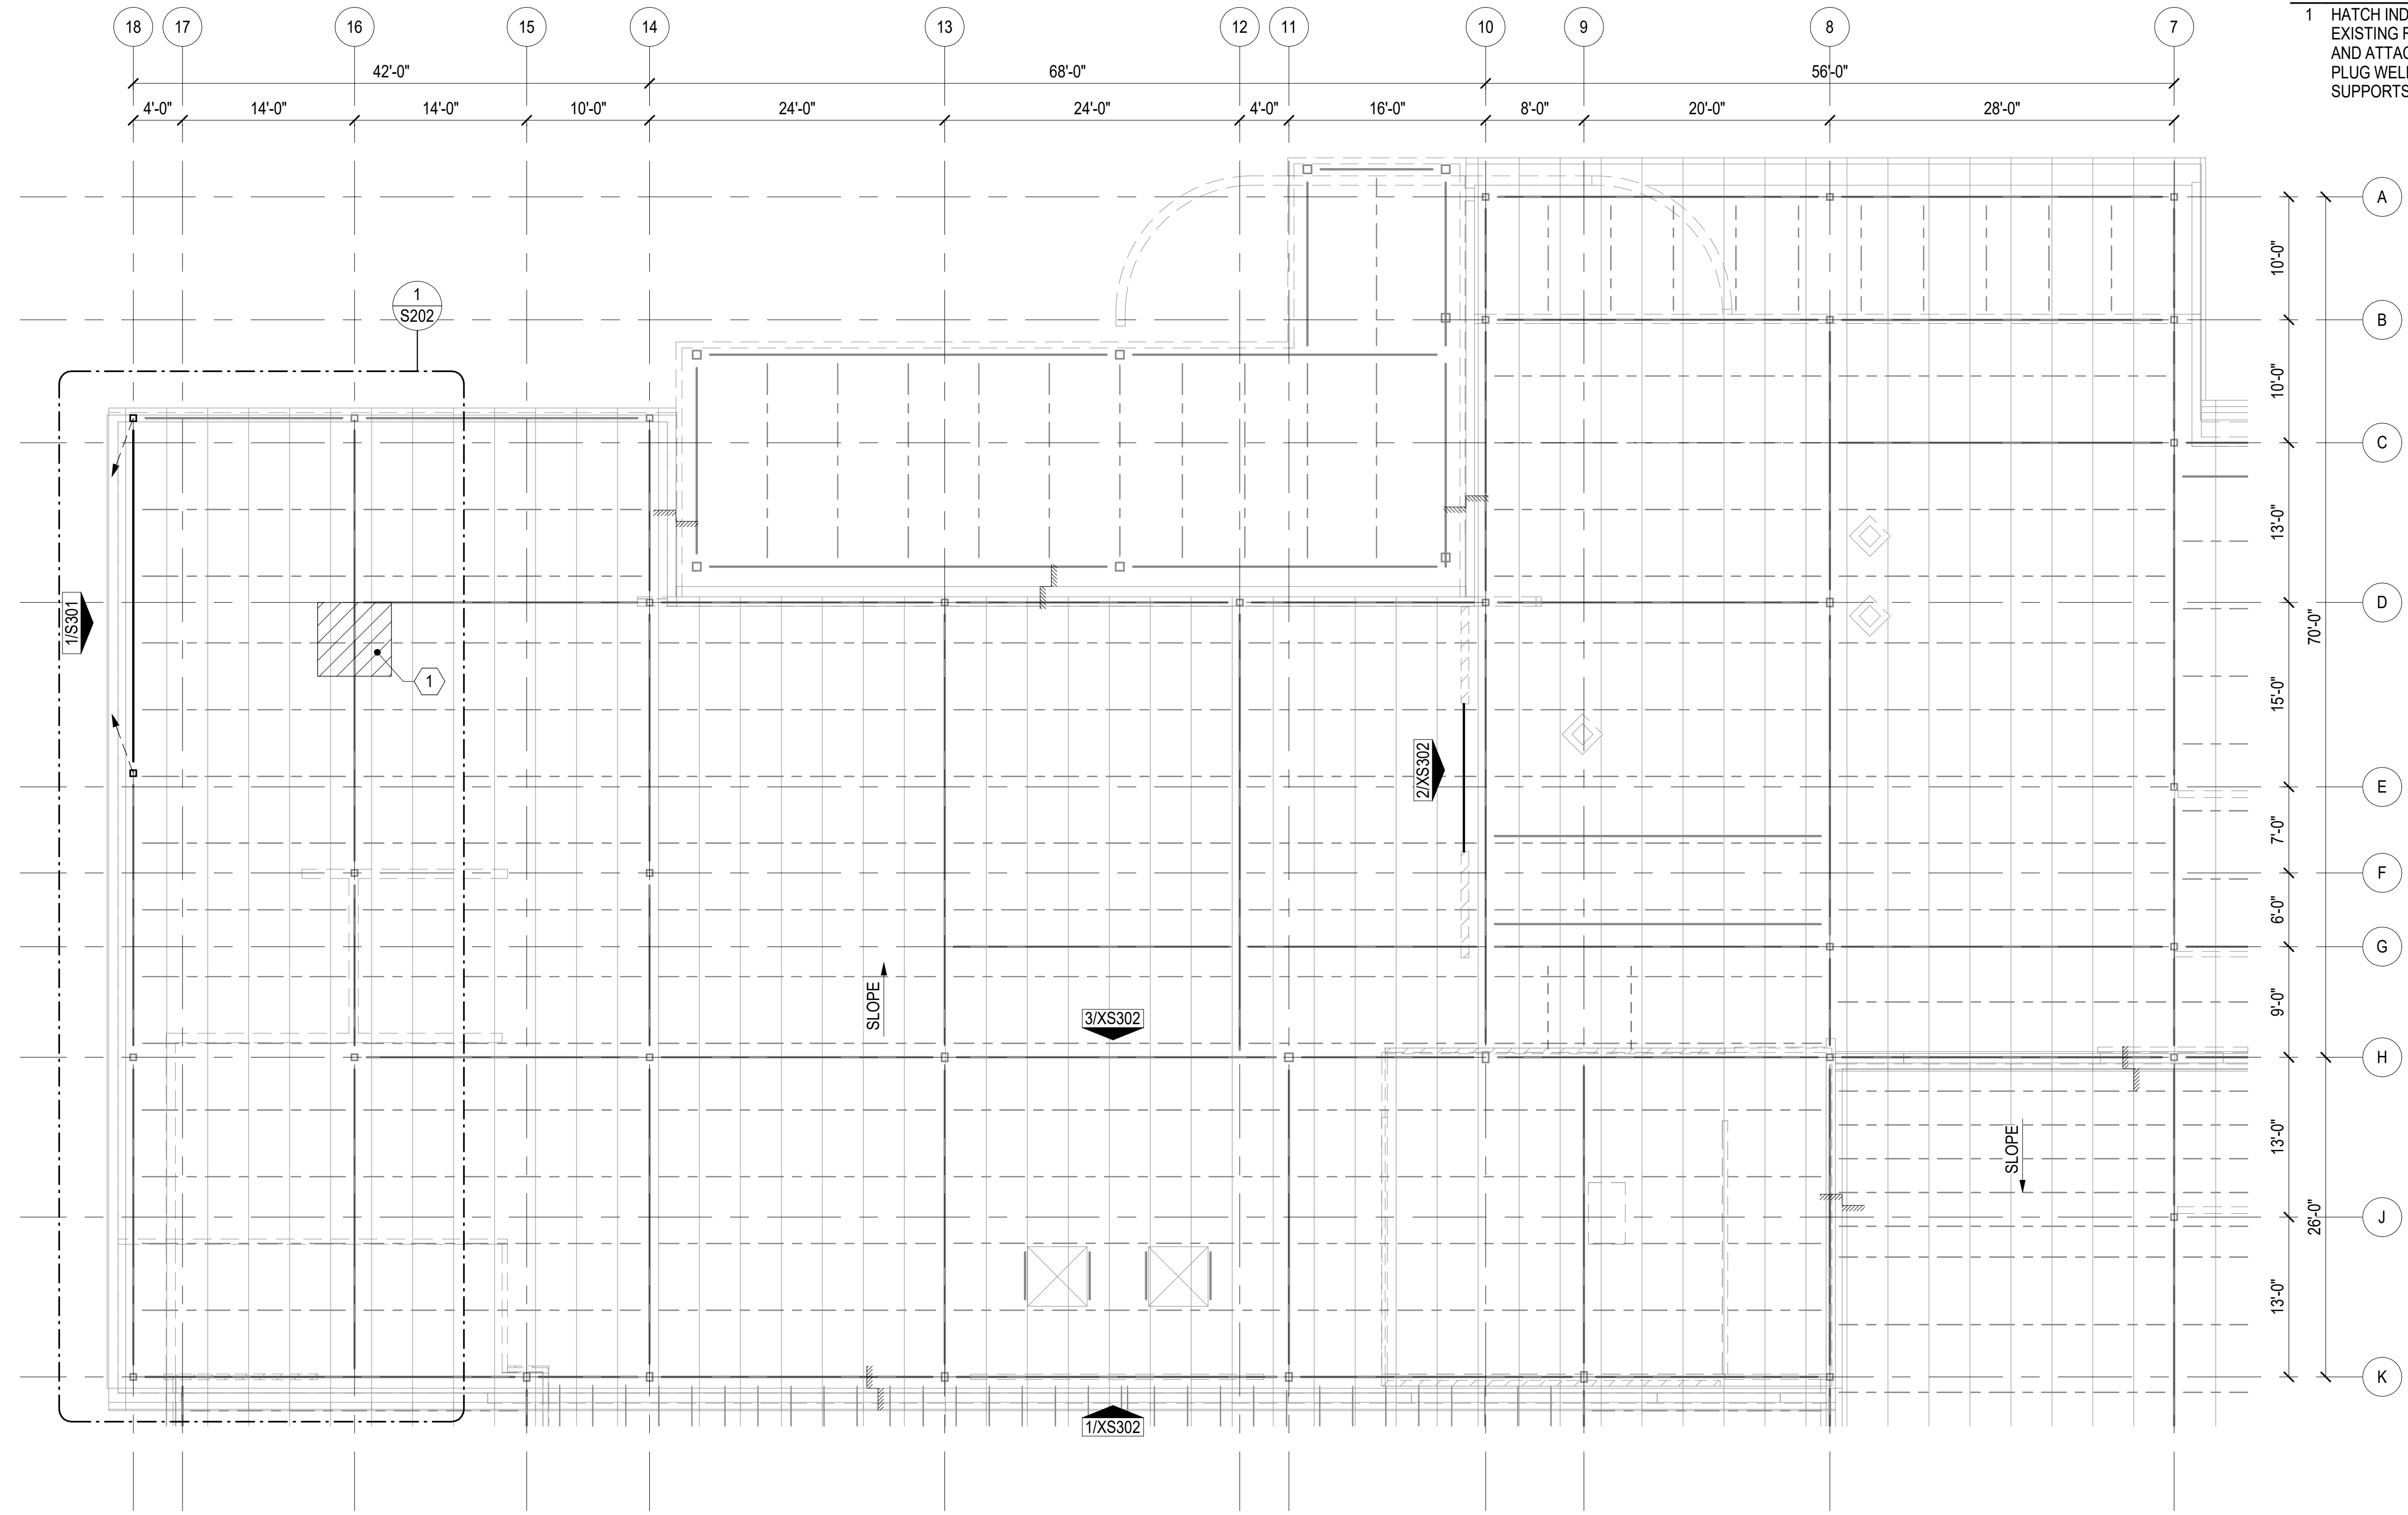 18 17 16 15 14 13 12 11 10 9 8 7
1 HATCH IND
EXISTING
AND ATTAC
PLUG WEL
SUPPORTS
42'-0" 68'-0" 56'-0"
4'-0" 14'-0" 14'-0" 10'-0" 24'-0" 24'-0" 4'-0" 16'-0" 8'-0" 20'-0" 28'-0"
A
10'-0"
1
S202
B
10'-0"
C
13'-0"
D
1/S301
70'-0"
1
15'-0"
2/XS302
E
7'-0"
F
6'-0"
G
SLOPE
9'-0"
3/XS302
H
13'-0"
SLOPE
J
26'-0"
13'-0"
K
1/XS302